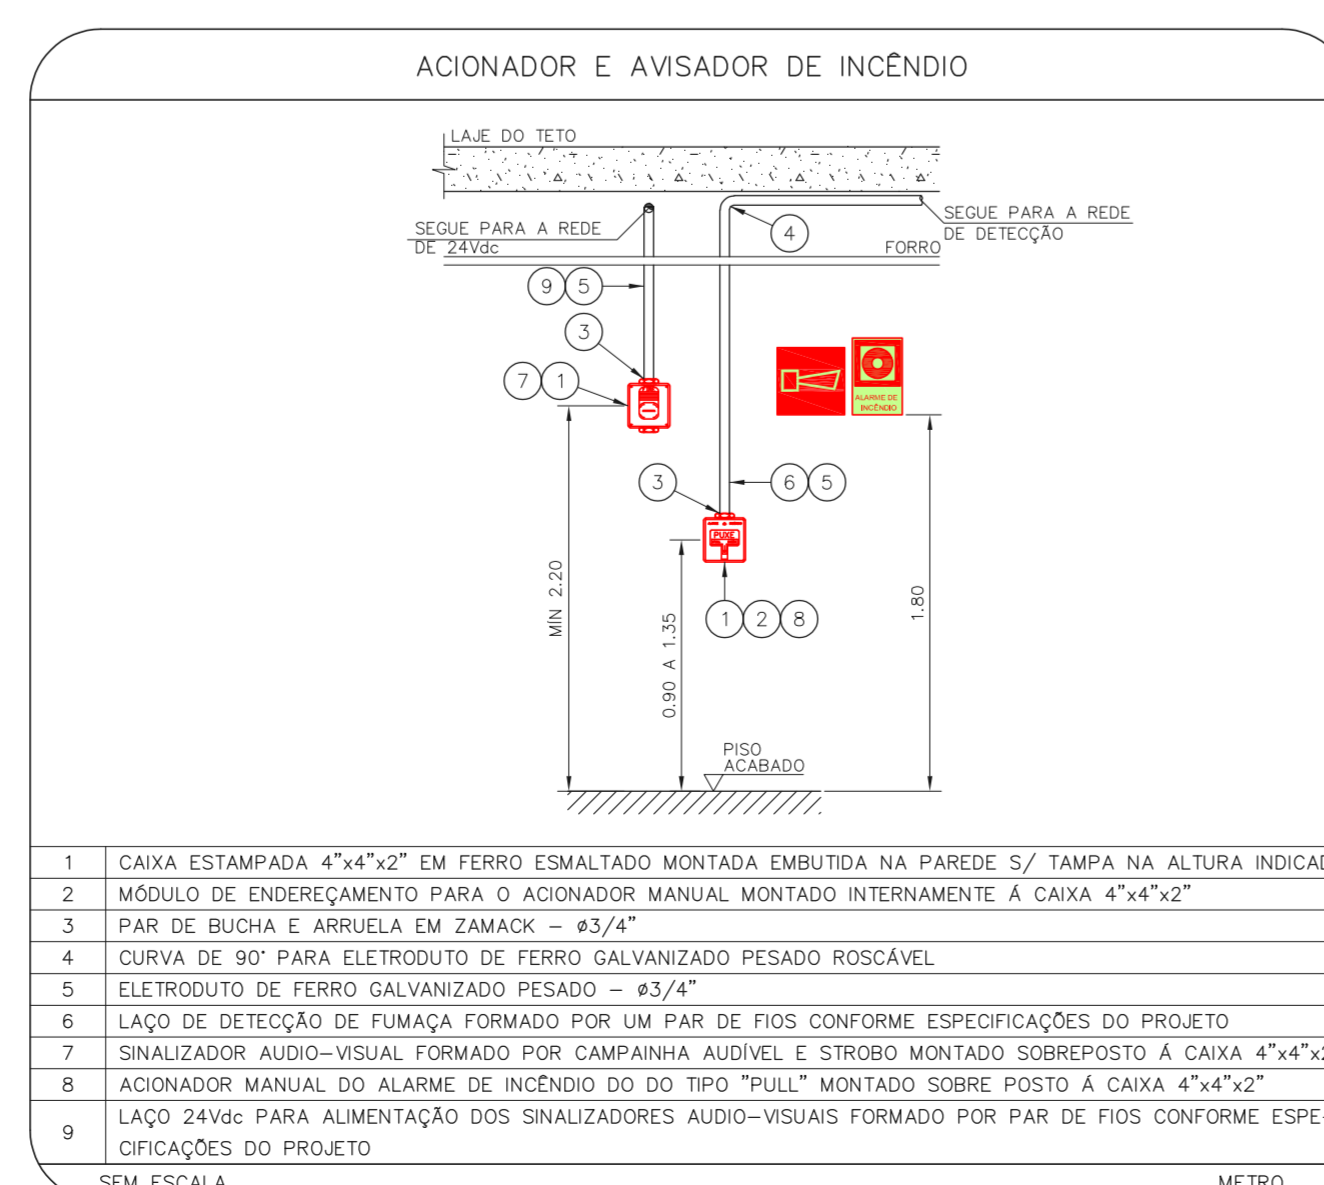 ACIONADOR E AVISADOR DE INCÊNDIO
LAJE DO TETO
SEGUE PARA A REDE
DE 24Vdc
SEGUE PARA A REDE
DE DETECÇÃO
4
FORRO
9 5
3
7 1
ALARME DE
INCÊNDIO
3
6 5
PUXE
1 2 8
MÍN 2.20
0.90 A 1.35
1.80
PISO
ACABADO
1 CAIXA ESTAMPADA 4"x4"x2" EM FERRO ESMALTADO MONTADA EMBUTIDA NA PAREDE S/ TAMPA NA ALTURA INDICAD
2 MÓDULO DE ENDEREÇAMENTO PARA O ACIONADOR MANUAL MONTADO INTERNAMENTE Á CAIXA 4"x4"x2"
3 PAR DE BUCHA E ARRUELA EM ZAMACK – ø3/4"
4 CURVA DE 90° PARA ELETRODUTO DE FERRO GALVANIZADO PESADO ROSCÁVEL
5 ELETRODUTO DE FERRO GALVANIZADO PESADO – ø3/4"
6 LAÇO DE DETECÇÃO DE FUMAÇA FORMADO POR UM PAR DE FIOS CONFORME ESPECIFICAÇÕES DO PROJETO
7 SINALIZADOR AUDIO–VISUAL FORMADO POR CAMPAINHA AUDÍVEL E STROBO MONTADO SOBREPOSTO Á CAIXA 4"x4"x2
8 ACIONADOR MANUAL DO ALARME DE INCÊNDIO DO DO TIPO "PULL" MONTADO SOBRE POSTO Á CAIXA 4"x4"x2"
9 LAÇO 24Vdc PARA ALIMENTAÇÃO DOS SINALIZADORES AUDIO–VISUAIS FORMADO POR PAR DE FIOS CONFORME ESPE–
CIFICAÇÕES DO PROJETO
SEM ESCALA
METRO